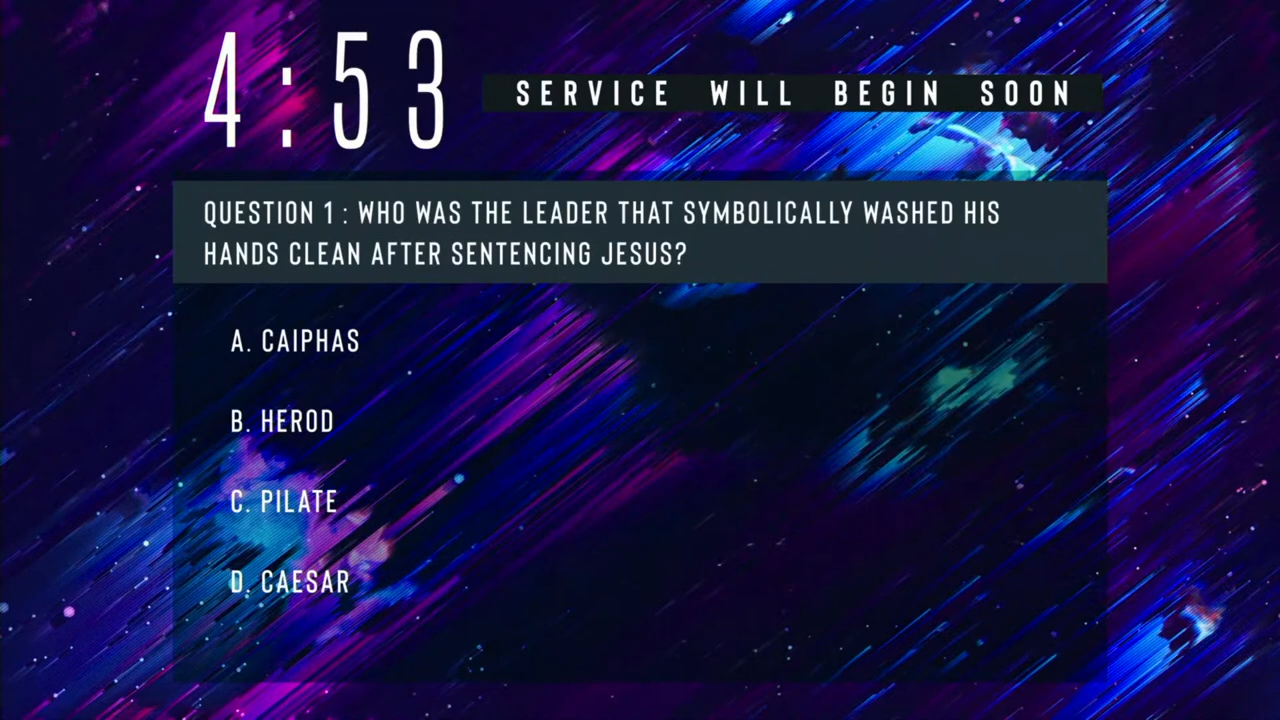 4:53
SERVICE WILL BEGIN SOON
QUESTION 1 : WHO WAS THE LEADER THAT SYMBOLICALLY WASHED HIS
HANDS CLEAN AFTER SENTENCING JESUS?
A. CAIPHAS
B. HEROD
C. PILATE
D. CAESAR